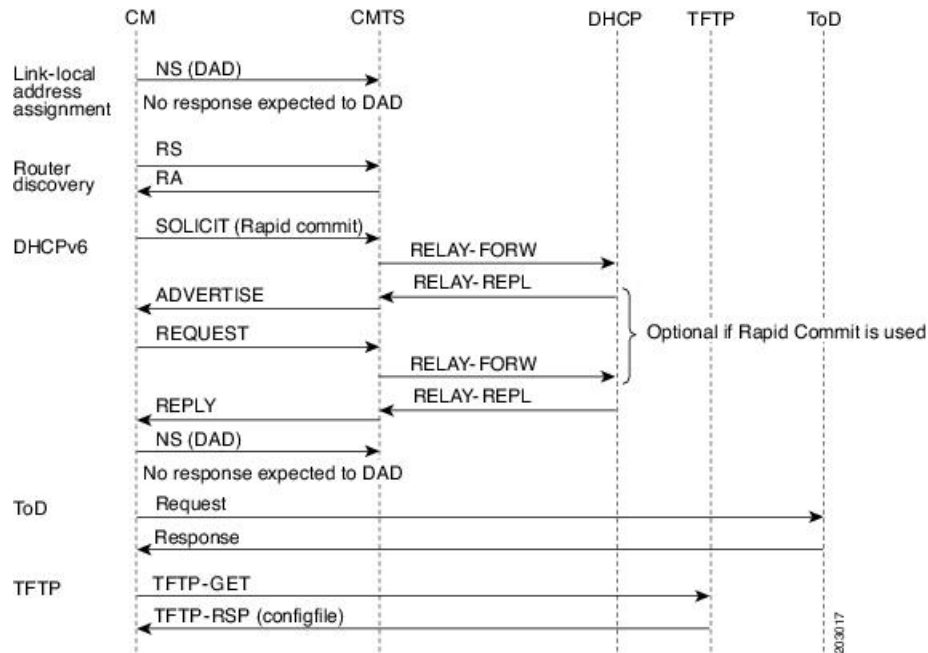 CM CMTS DHCP TFTP ToD
Link-local
address
assignment
NS (DAD)
No response expected to DAD
Router
discovery
RS
RA
DHCPv6
SOLICIT (Rapid commit)
RELAY-FORW
RELAY-REPL
ADVERTISE
Optional if Rapid Commit is used
REQUEST
RELAY-FORW
RELAY-REPL
REPLY
NS (DAD)
No response expected to DAD
ToD
Request
Response
TFTP
TFTP-GET
TFTP-RSP (configfile)
203017